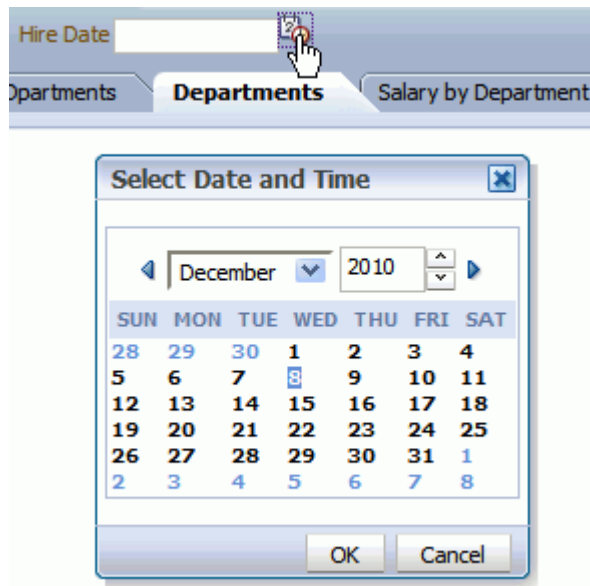 Hire Date
Opartments Departments Salary by Department
Select Date and Time
December 2010
SUN MON TUE WED THU FRI SAT
28 29 30 1 2 3 4
5 6 7 8 9 10 11
12 13 14 15 16 17 18
19 20 21 22 23 24 25
26 27 28 29 30 31 1
2 3 4 5 6 7 8
OK Cancel